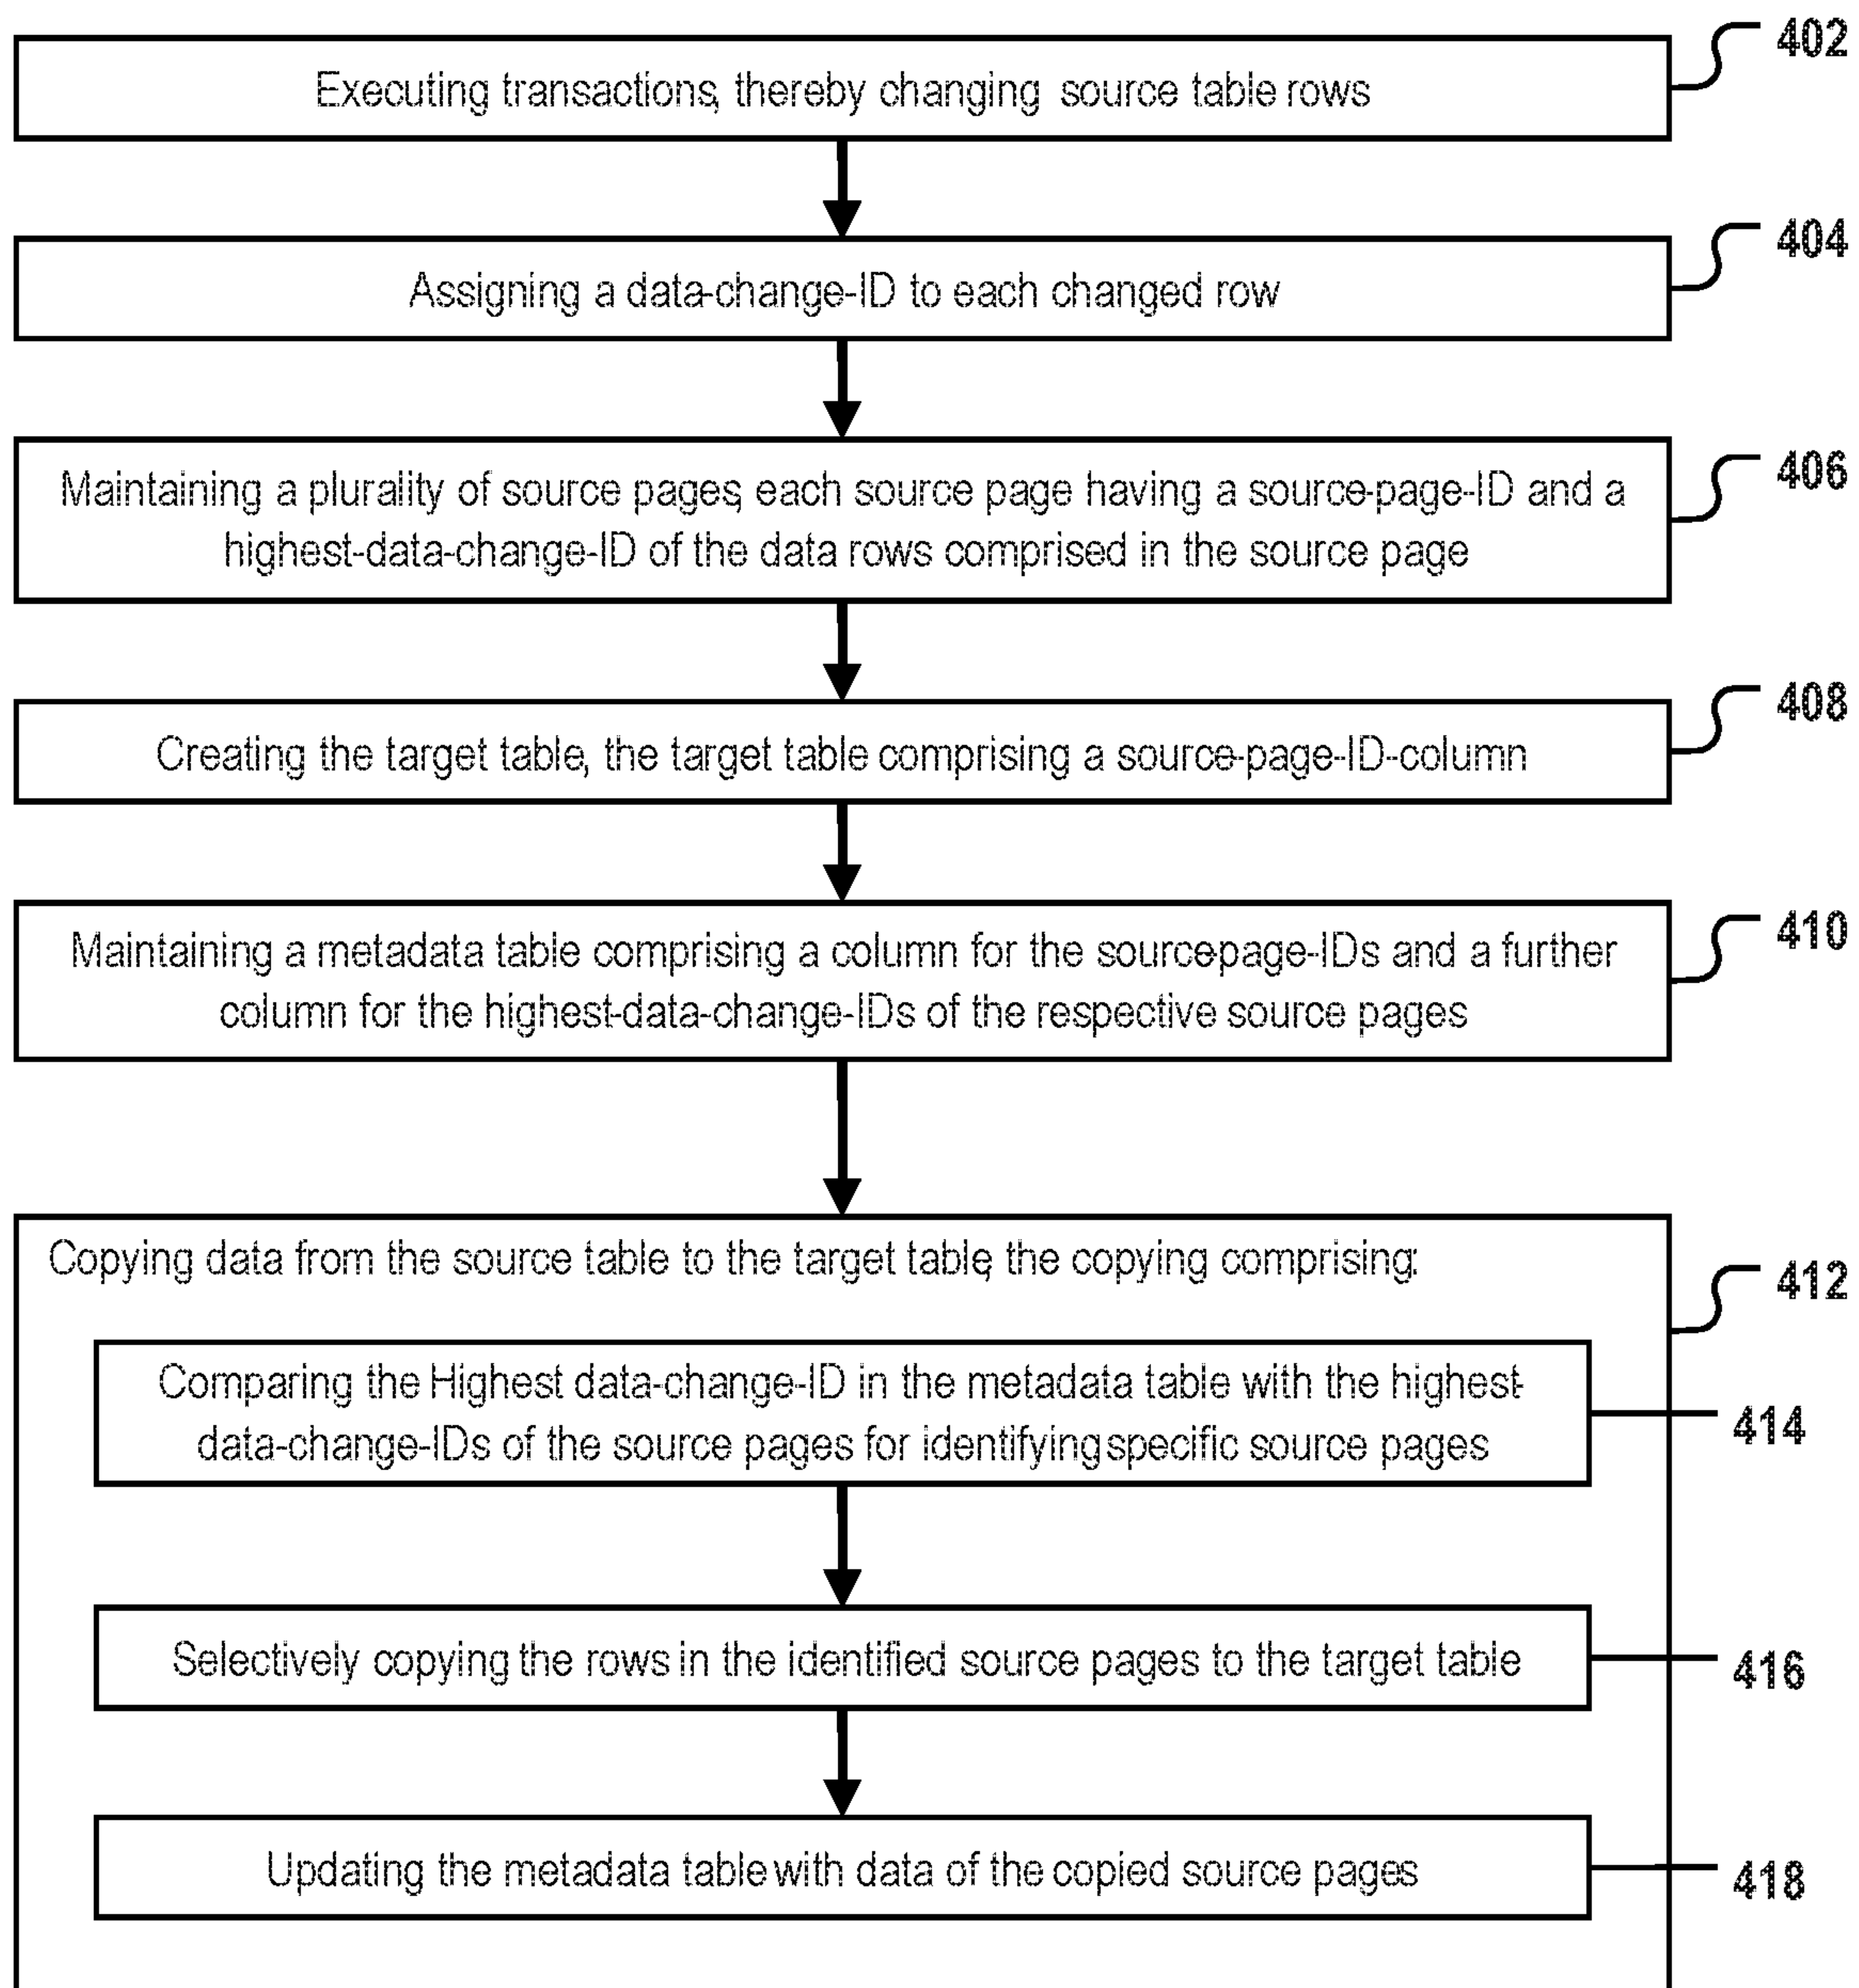 402
Executing transactions, thereby changing source table rows
404
Assigning a data-change-ID to each changed row
406
Maintaining a plurality of source pages, each source page having a source-page-ID and a
highest-data-change-ID of the data rows comprised in the source page
408
Creating the target table, the target table comprising a source-page-ID-column
410
Maintaining a metadata table comprising a column for the source-page-IDs and a further
column for the highest-data-change-IDs of the respective source pages
Copying data from the source table to the target table, the copying comprising:
412
Comparing the Highest data-change-ID in the metadata table with the highest-
data-change-IDs of the source pages for identifying specific source pages
414
Selectively copying the rows in the identified source pages to the target table
416
Updating the metadata table with data of the copied source pages
418